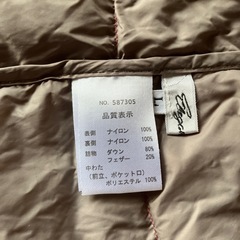 NO. 587305
品質表示
表側 ナイロン 100%
裏側 ナイロン 100%
詰物 ダウン 80%
フェザー 20%
中わた
(前立、ポケット口)
ポリエステル 100%
L